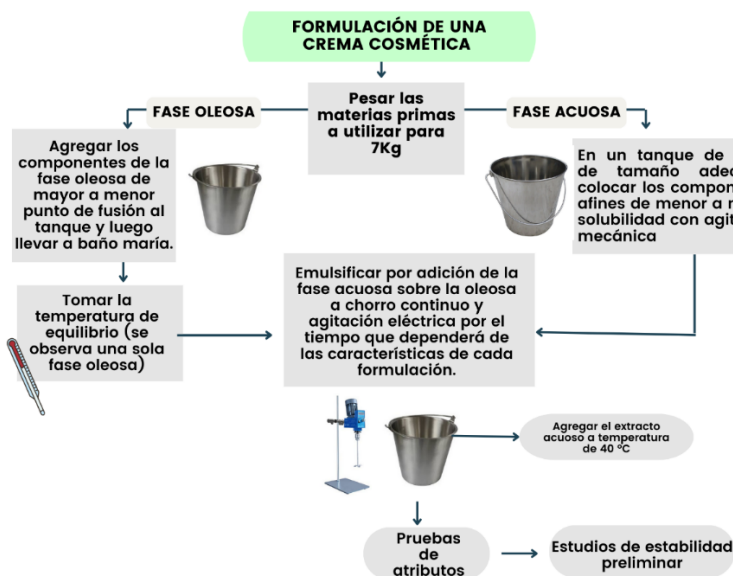 FORMULACIÓN DE UNA
CREMA COSMÉTICA
FASE OLEOSA
Pesar las
materias primas
a utilizar para
7Kg
FASE ACUOSA
Agregar los
componentes de la
fase oleosa de
mayor a menor
punto de fusión al
tanque y luego
llevar a baño maría.
En un tanque de
de tamaño
colocar los
afines de menor a
solubilidad con
mecánica
Tomar la
temperatura de
equilibrio (se
observa una sola
fase oleosa)
Emulsificar por adición de la
fase acuosa sobre la oleosa
a chorro continuo y
agitación eléctrica por el
tiempo que dependerá de
las características de cada
formulación.
Agregar el extracto
acuoso a temperatura
de 40 ºC
Pruebas
de
atributos
Estudios de estabilidad
preliminar